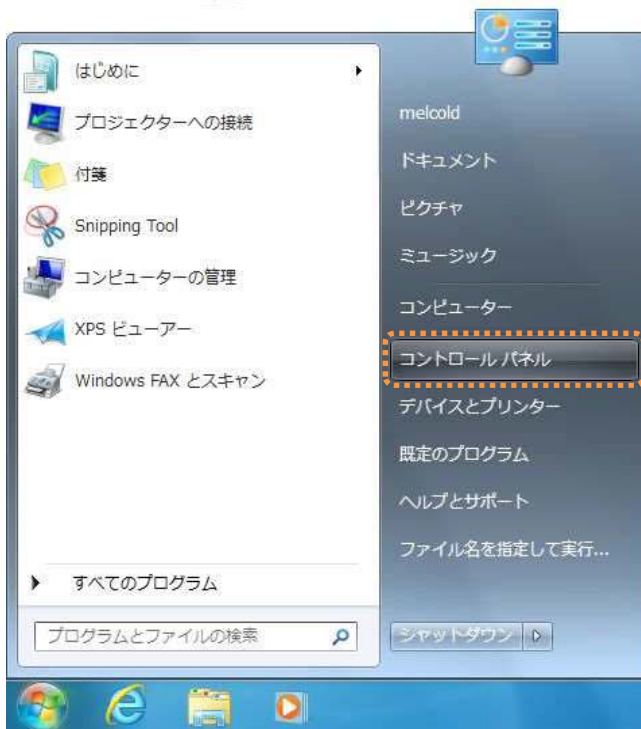 はじめに
プロジェクターへの接続
付箋
Snipping Tool
コンピューターの管理
XPS ビューアー
Windows FAX とスキャン
すべてのプログラム
プログラムとファイルの検索
melcold
ドキュメント
ピクチャ
ミュージック
コンピューター
コントロール パネル
デバイスとプリンター
既定のプログラム
ヘルプとサポート
ファイル名を指定して実行...
シャットダウン